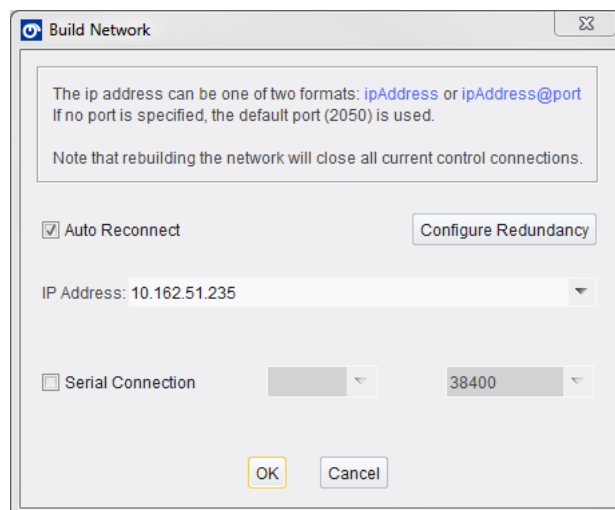 Build Network
The ip address can be one of two formats: ipAddress or ipAddress@port
If no port is specified, the default port (2050) is used.
Note that rebuilding the network will close all current control connections.
Auto Reconnect
Configure Redundancy
IP Address: 10.162.51.235
Serial Connection
38400
OK
Cancel